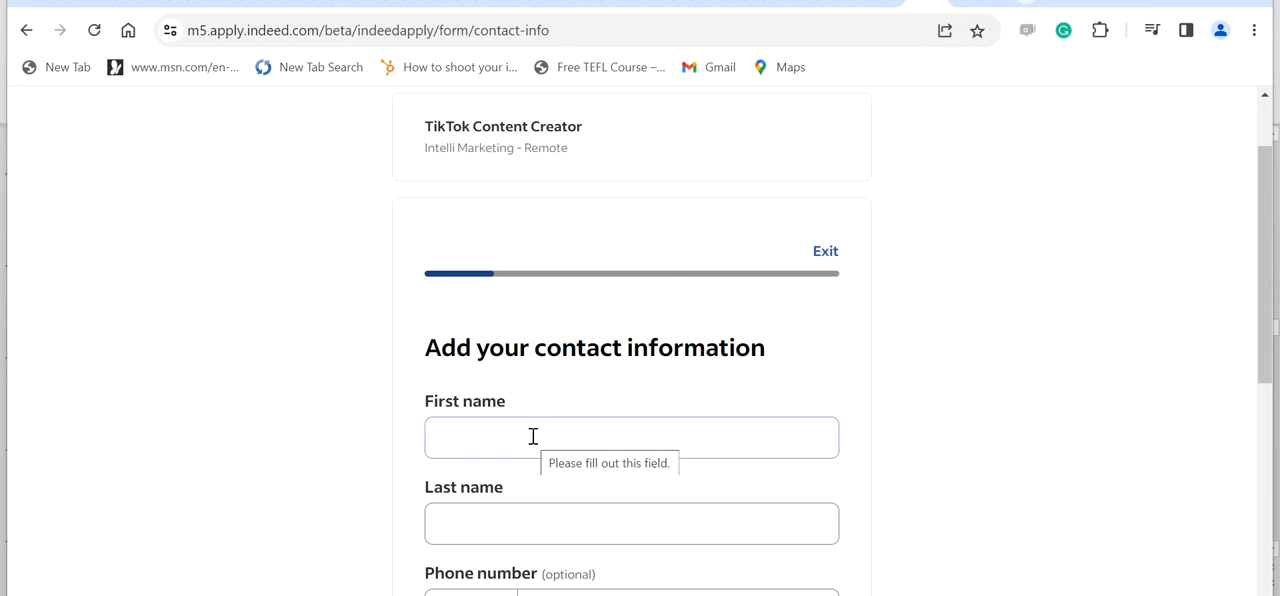 m5.apply.indeed.com/beta/indeedapply/form/contact-info
New Tab
www.msn.com/en-...
New Tab Search
How to shoot your i...
Free TEFL Course –...
Gmail
Maps
TikTok Content Creator
Intelli Marketing - Remote
Exit
Add your contact information
First name
Please fill out this field.
Last name
Phone number (optional)